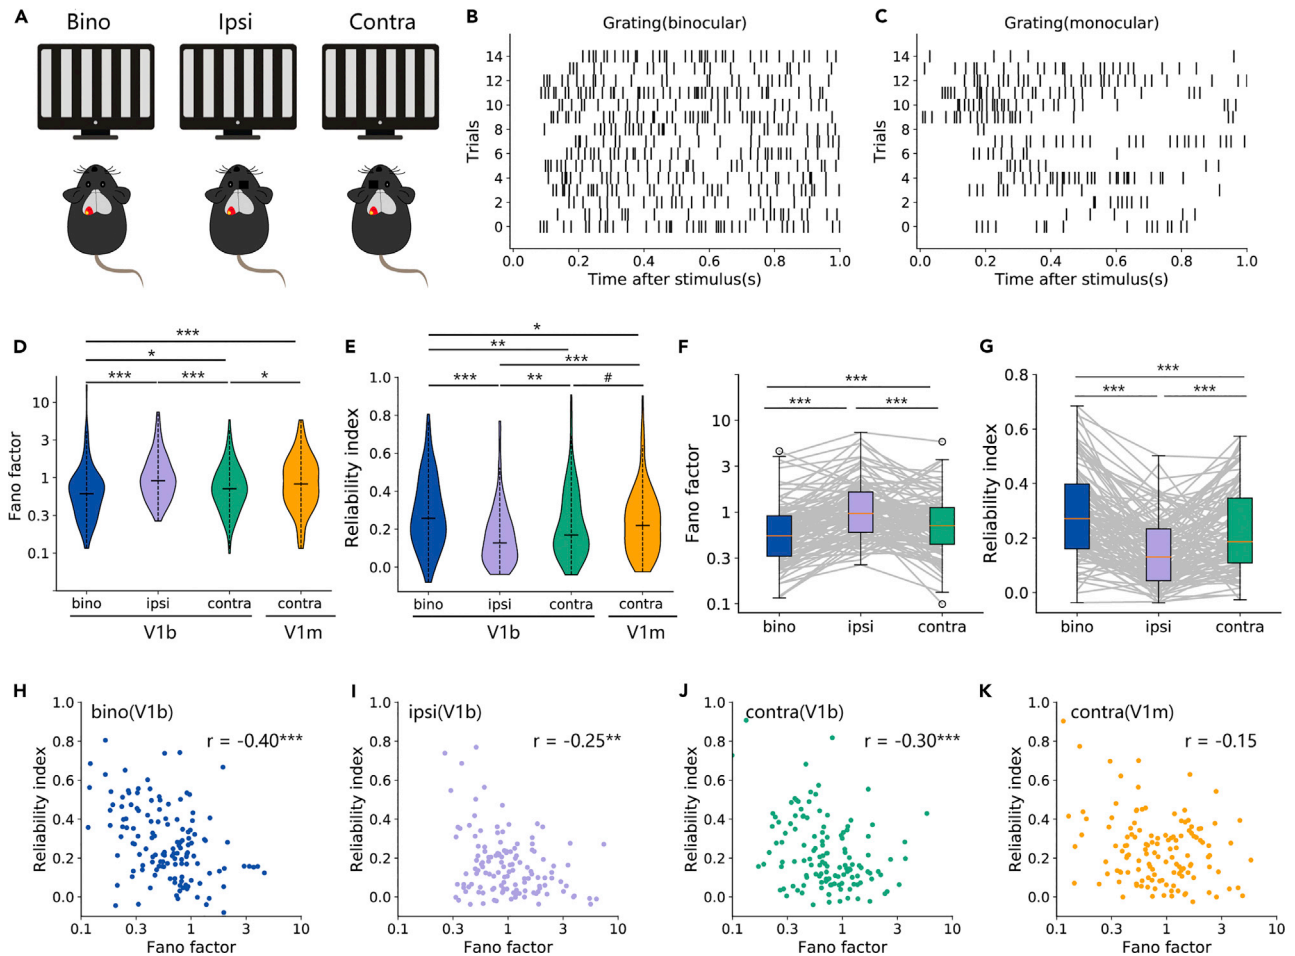 A
Bino
Ipsi
Contra
B
Grating(binocular)
Trials
14
12
10
8
6
4
2
0
0.0
0.2
0.4
0.6
0.8
1.0
Time after stimulus(s)
C
Grating(monocular)
Trials
14
12
10
8
6
4
2
0
0.0
0.2
0.4
0.6
0.8
1.0
Time after stimulus(s)
D
***
*
***
***
*
Fano factor
10
3
1
0.3
0.1
bino
ipsi
contra
contra
V1b
V1m
E
*
**
***
***
**
#
Reliability index
1.0
0.8
0.6
0.4
0.2
0.0
bino
ipsi
contra
contra
V1b
V1m
F
***
***
***
Fano factor
10
3
1
0.3
0.1
bino
ipsi
contra
G
***
***
***
Reliability index
0.8
0.6
0.4
0.2
0.0
bino
ipsi
contra
H
bino(V1b)
r = -0.40***
Reliability index
1.0
0.8
0.6
0.4
0.2
0.0
0.1
0.3
1
3
10
Fano factor
I
ipsi(V1b)
r = -0.25**
Reliability index
1.0
0.8
0.6
0.4
0.2
0.0
0.1
0.3
1
3
10
Fano factor
J
contra(V1b)
r = -0.30***
Reliability index
1.0
0.8
0.6
0.4
0.2
0.0
0.1
0.3
1
3
10
Fano factor
K
contra(V1m)
r = -0.15
Reliability index
1.0
0.8
0.6
0.4
0.2
0.0
0.1
0.3
1
3
10
Fano factor